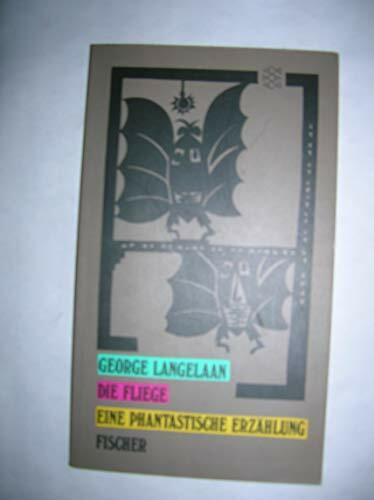 GEORGE LANGELAAN
DIE FLIEGE
EINE PHANTASTISCHE ERZÄHLUNG
FISCHER